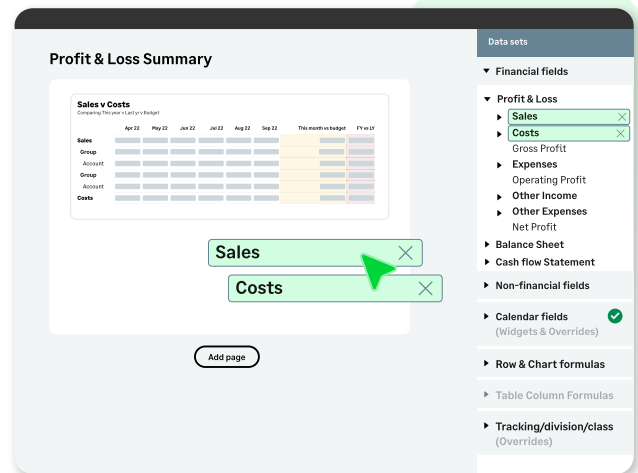 Profit & Loss Summary
Sales v Costs
Comparing This year v Last yr v Budget
Apr 22 May 22 Jun 22 Jul 22 Aug 22 Sep 22 This month vs budget FY vs LY
Sales
Group
Account
Group
Account
Costs
Sales
Costs
Add page
Data sets
Financial fields
Profit & Loss
Sales
Costs
Gross Profit
Expenses
Operating Profit
Other Income
Other Expenses
Net Profit
Balance Sheet
Cash flow Statement
Non-financial fields
Calendar fields
(Widgets & Overrides)
Row & Chart formulas
Table Column Formulas
Tracking/division/class
(Overrides)